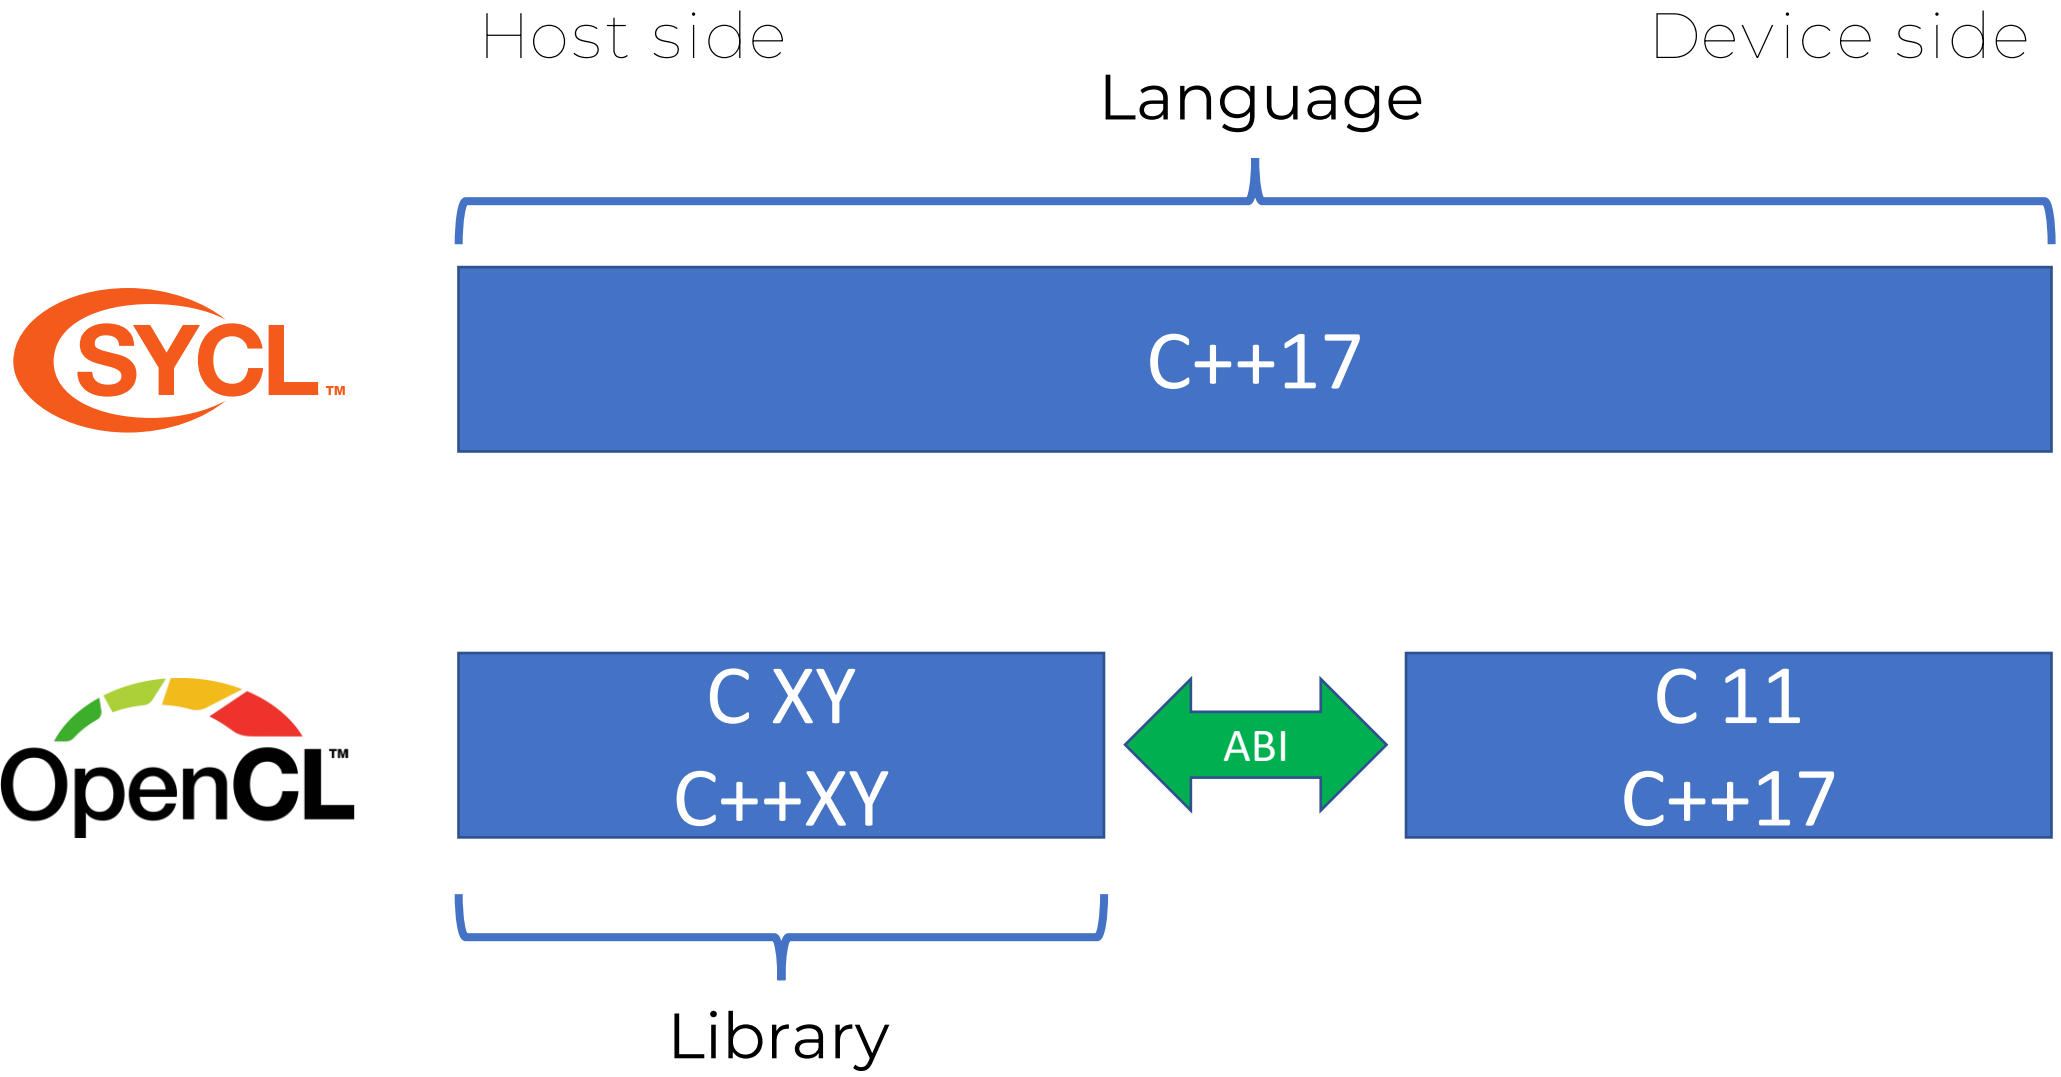 Host side
Device side
Language
SYCL™
C++17
OpenCL™
C XY
C++XY
ABI
C 11
C++17
Library